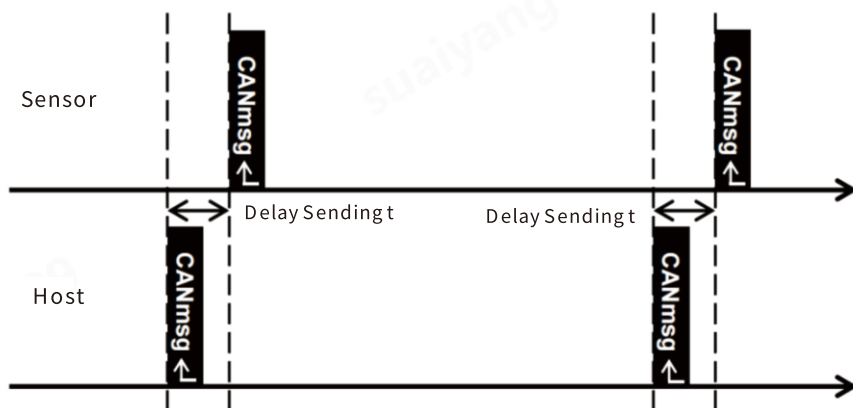 suaiyang
CANmsg
CANmsg
Sensor
Delay Sending t
Delay Sending t
CANmsg
CANmsg
Host